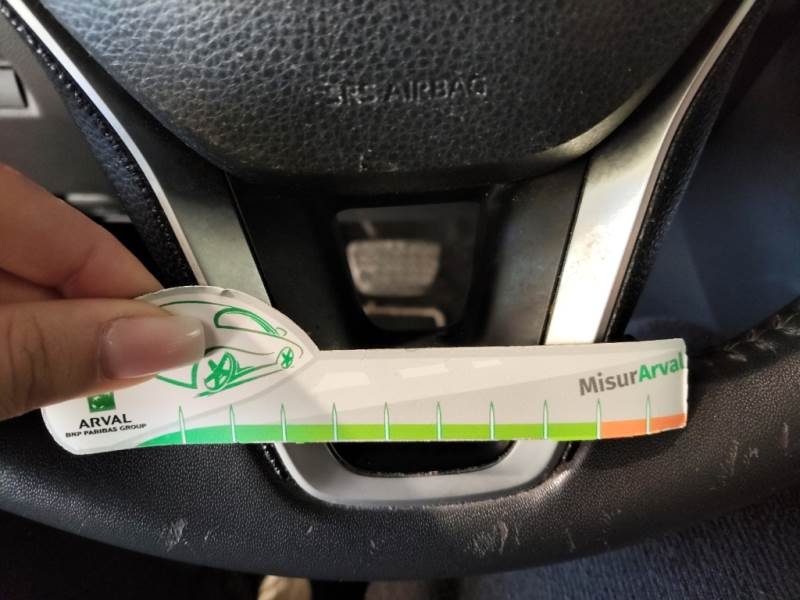 SRS AIRBAG
MisurArval
ARVAL
BNP PARIBAS GROUP